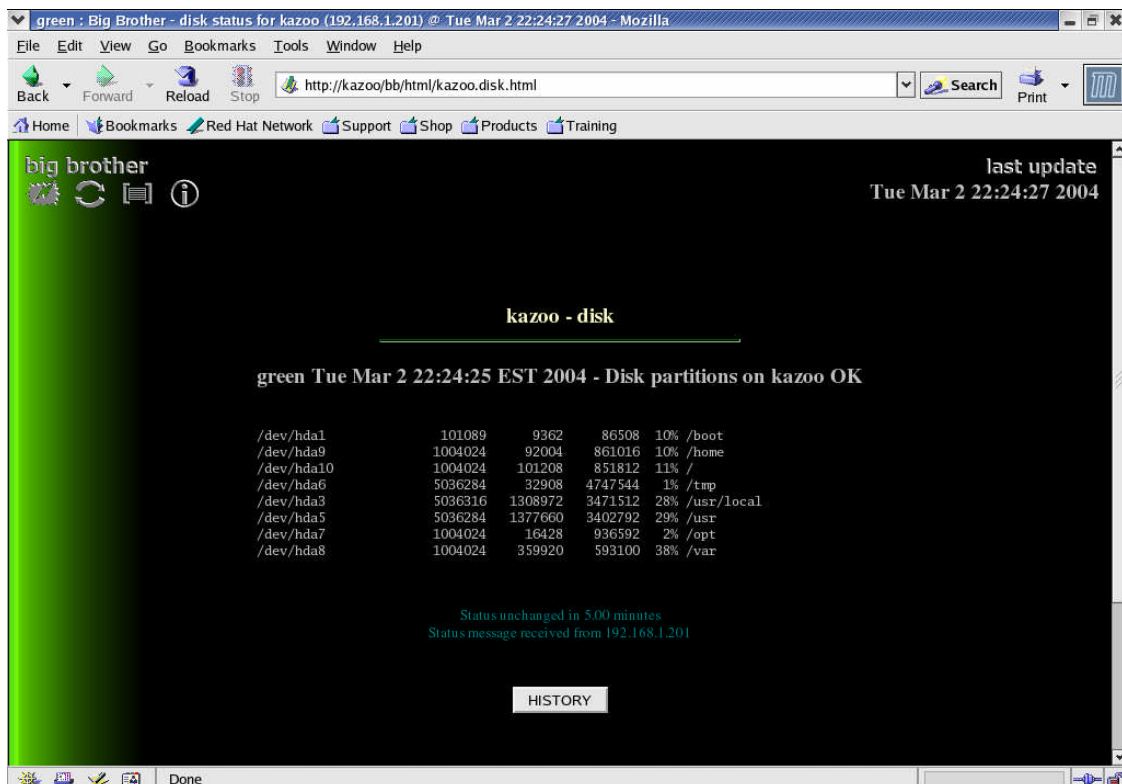 green : Big Brother - disk status for kazoo (192.168.1.201) @ Tue Mar 2 22:24:27 2004 - Mozilla
File Edit View Go Bookmarks Tools Window Help
Back Forward Reload Stop http://kazoo/bb/html/kazoo.disk.html Search Print
Home Bookmarks Red Hat Network Support Shop Products Training
big brother
last update
Tue Mar 2 22:24:27 2004
kazoo - disk
green Tue Mar 2 22:24:25 EST 2004 - Disk partitions on kazoo OK
/dev/hda1 101089 9362 86508 10% /boot
/dev/hda9 1004024 92004 861016 10% /home
/dev/hda10 1004024 101208 851812 11% /
/dev/hda6 5036284 32908 4747544 1% /tmp
/dev/hda3 5036316 1308972 3471512 28% /usr/local
/dev/hda5 5036284 1377660 3402792 29% /usr
/dev/hda7 1004024 16428 936592 2% /opt
/dev/hda8 1004024 359920 593100 38% /var
Status unchanged in 5.00 minutes
Status message received from 192.168.1.201
HISTORY
Done